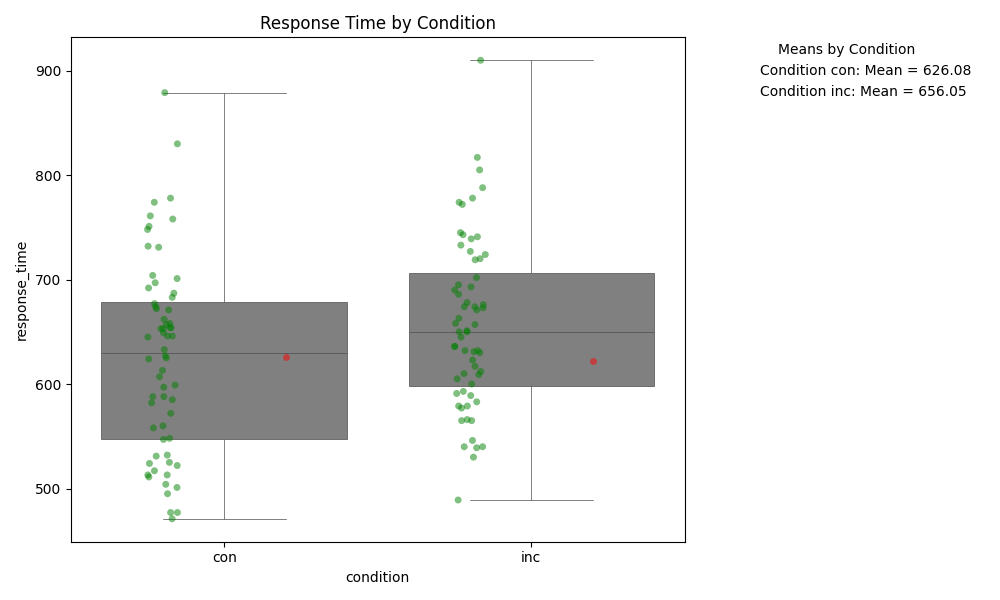 Response Time by Condition
Means by Condition
Condition con: Mean = 626.08
Condition inc: Mean = 656.05
900
800
700
600
500
response_time
con
inc
condition